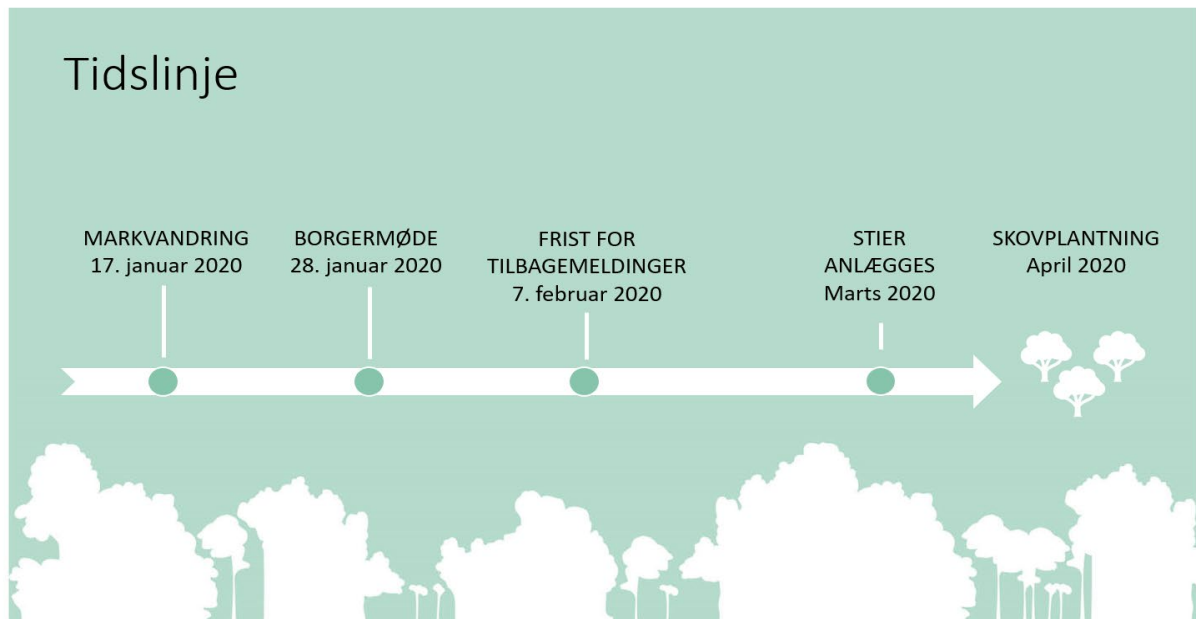 Tidslinje
MARKVANDRING
17. januar 2020
BORGERMØDE
28. januar 2020
FRIST FOR
TILBAGEMELDINGER
7. februar 2020
STIER
ANLÆGGES
Marts 2020
SKOVPLANTNING
April 2020